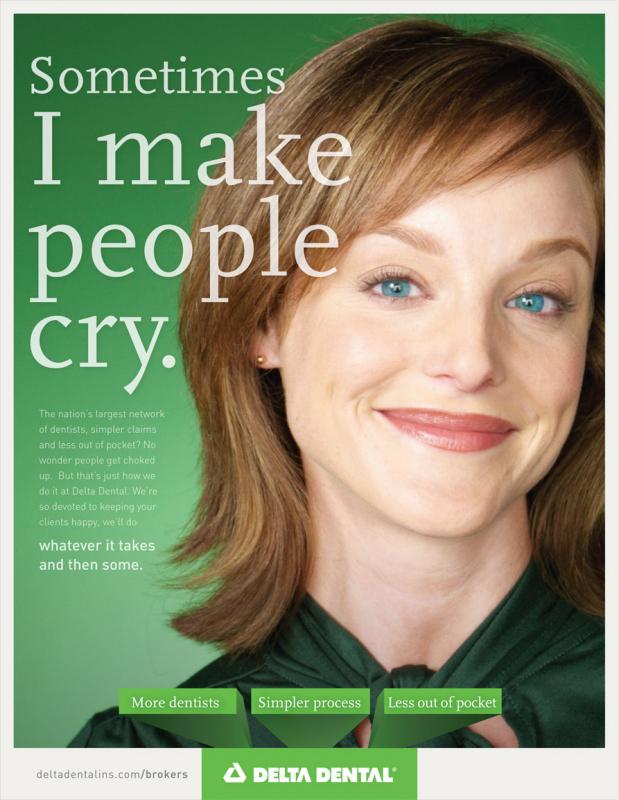 Sometimes
I make
people
cry.
The nation's largest network
of dentists, simpler claims
and less out of pocket? No
wonder people get choked
up.  But that's just how we
do it at Delta Dental. We're
so devoted to keeping your
clients happy, we'll do
whatever it takes
and then some.
More dentists
Simpler process
Less out of pocket
deltadentalins.com/brokers
DELTA DENTAL®